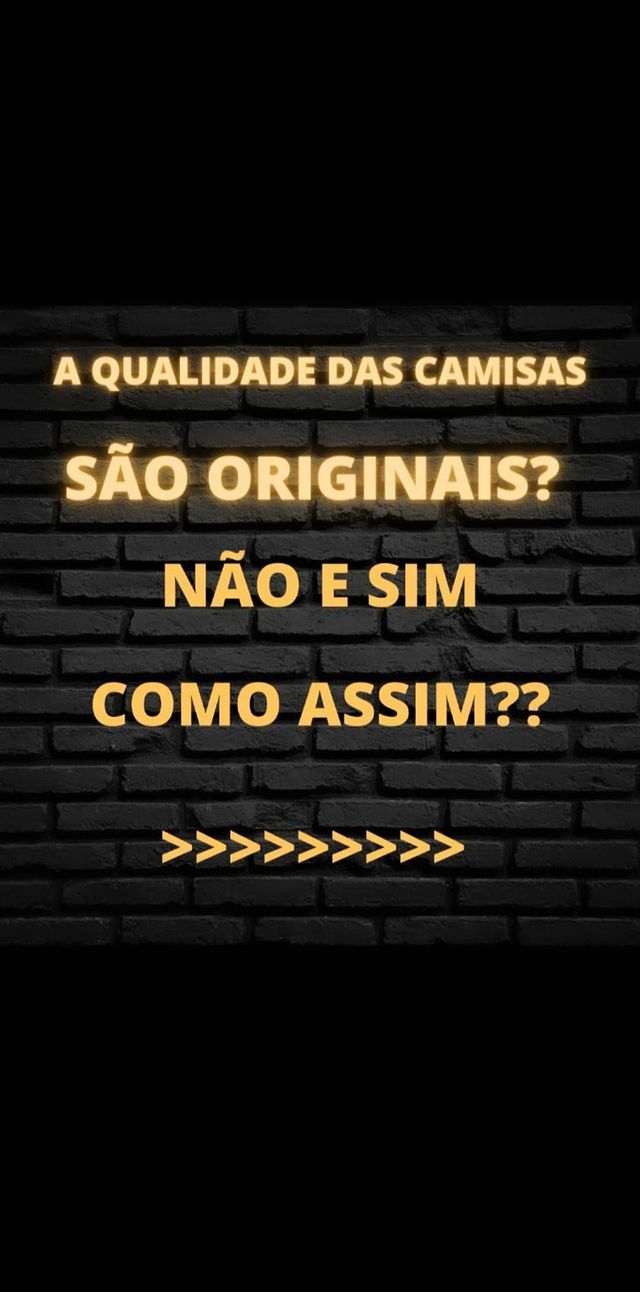 A QUALIDADE DAS CAMISAS
SÃO ORIGINAIS?
NÃO E SIM
COMO ASSIM??
>>>>>>>>>